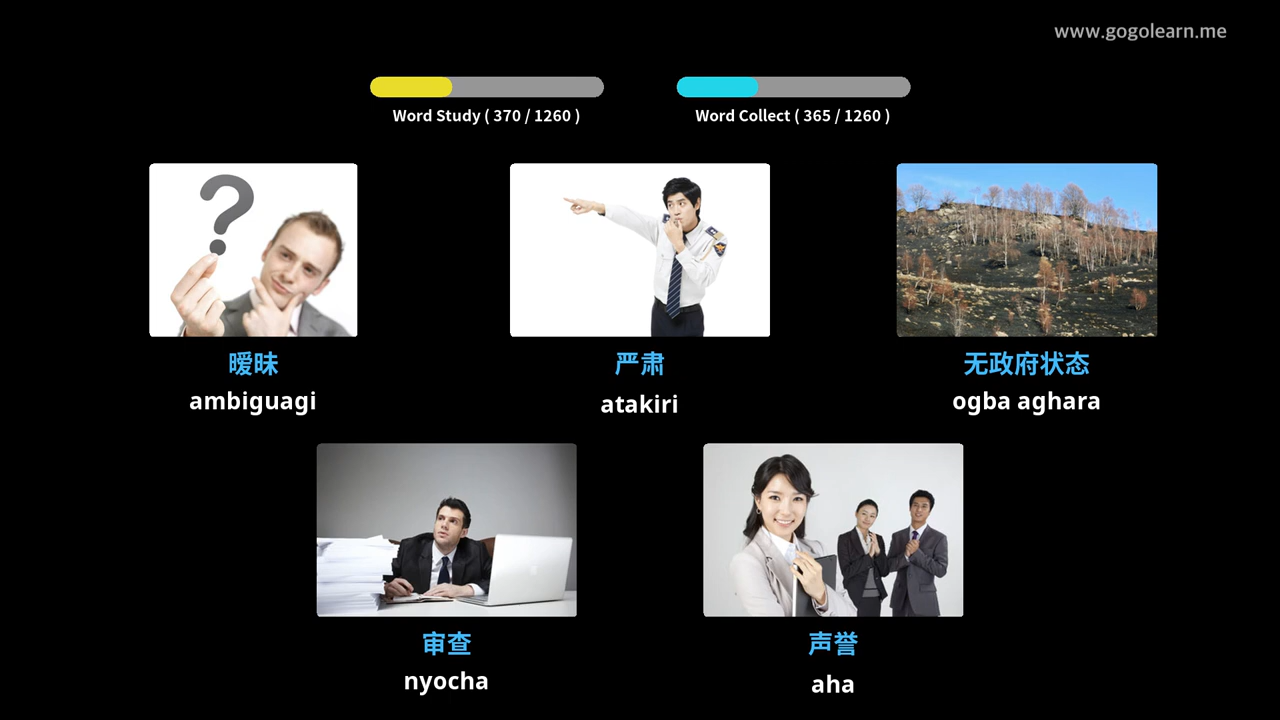 www.gogolearn.me
Word Study ( 370 / 1260 )
Word Collect ( 365 / 1260 )
?
暧昧
ambiguagi
严肃
atakiri
无政府状态
ogba aghara
审查
nyocha
声誉
aha